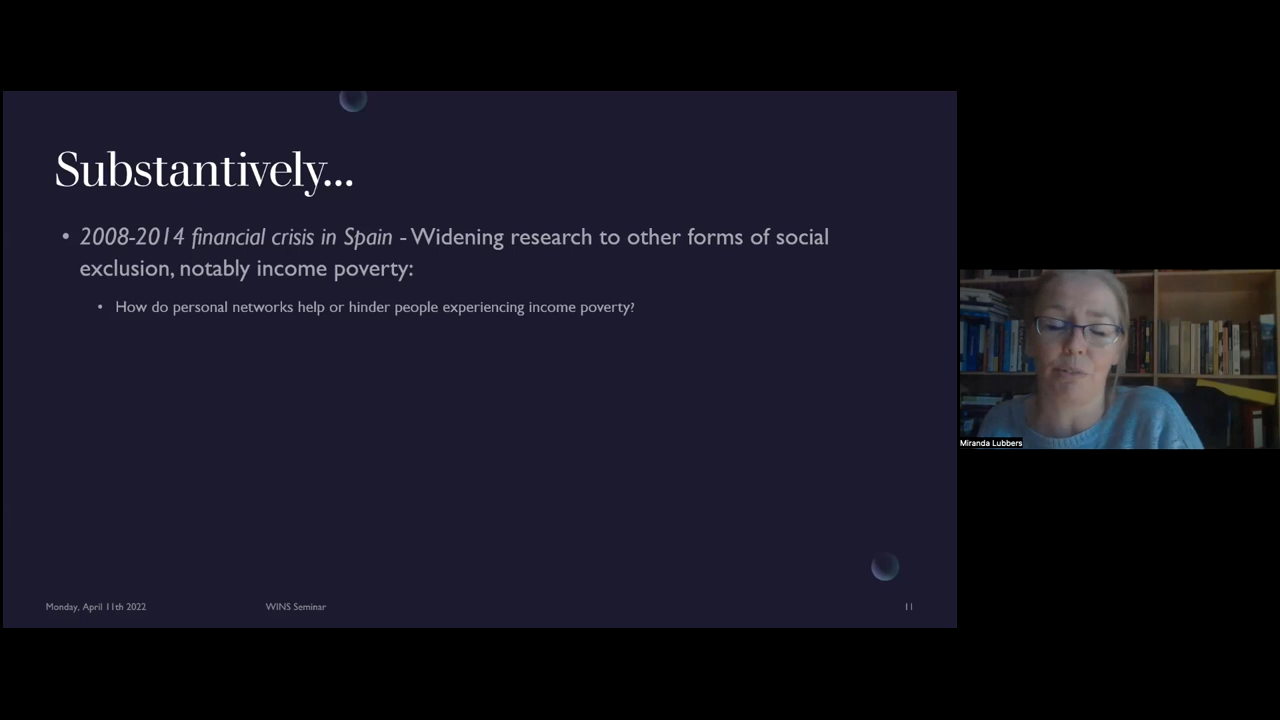 Substantively...
• 2008-2014 financial crisis in Spain - Widening research to other forms of social
exclusion, notably income poverty:
• How do personal networks help or hinder people experiencing income poverty?
Miranda Lubbers
Monday, April 11th 2022
WINS Seminar
11